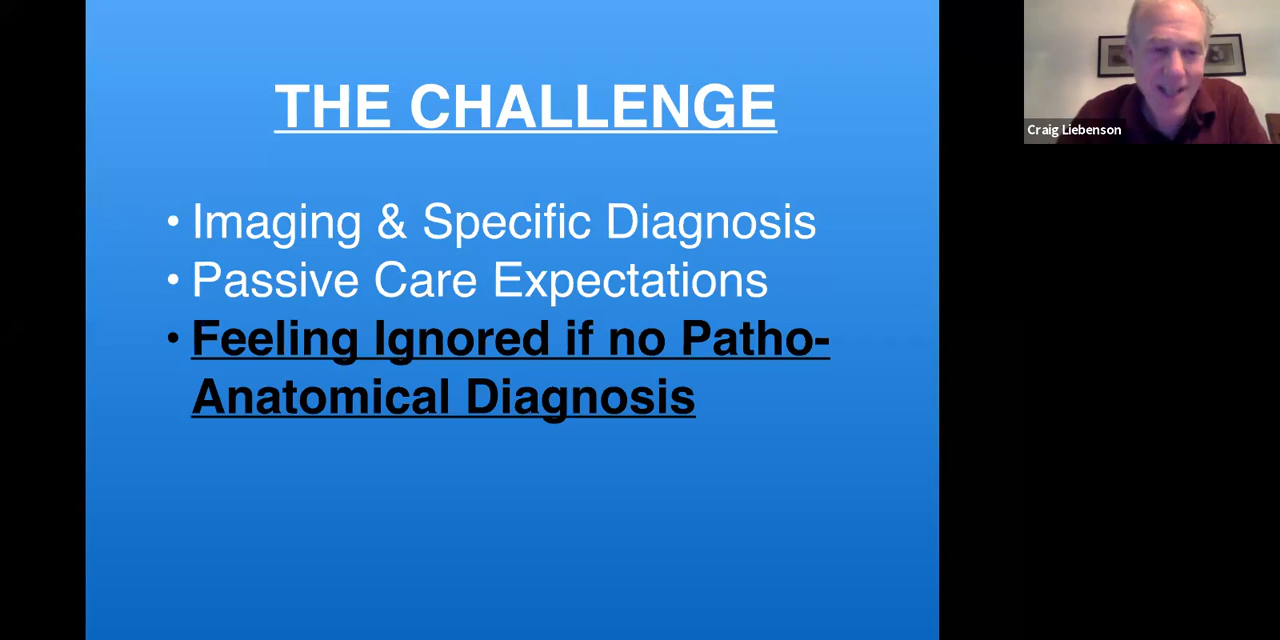 THE CHALLENGE
• Imaging & Specific Diagnosis
• Passive Care Expectations
• Feeling Ignored if no Patho-
Anatomical Diagnosis
Craig Liebenson